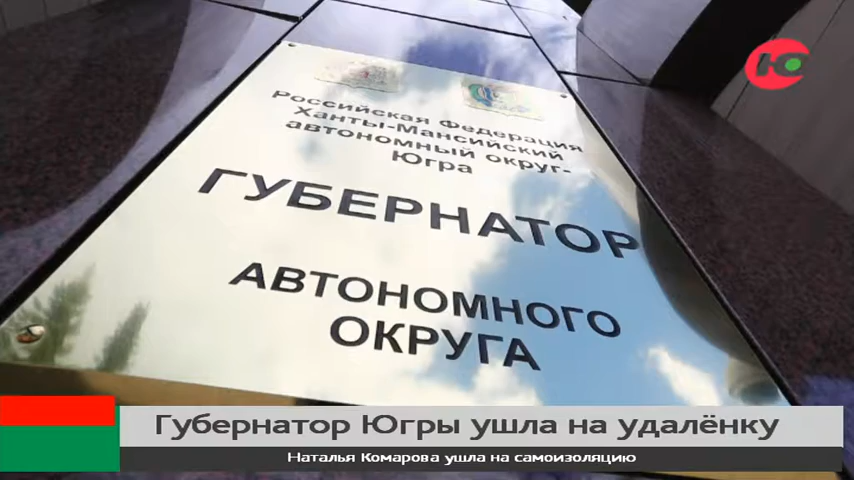 Ю
Российская Федерация
Ханты-Мансийский
автономный округ-
Югра
ГУБЕРНАТОР
АВТОНОМНОГО
ОКРУГА
Губернатор Югры ушла на удалёнку
Наталья Комарова ушла на самоизоляцию